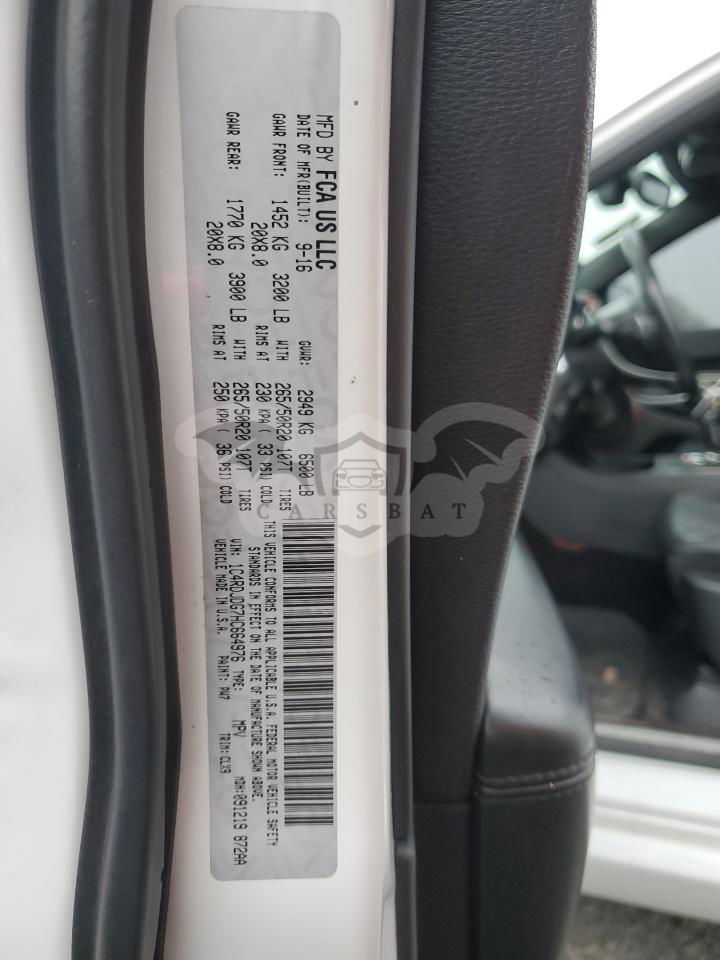 MFD BY FCA US LLC
DATE OF MFR(BUILT): 9-16 GVWR: 2949 KG 6500 LB
GAWR FRONT: 1452 KG 3200 LB WITH 265/50R20 107T TIRES
20X8.0 RIMS AT 230 KPA ( 33 PSI) COLD
GAWR REAR: 1770 KG 3900 LB WITH 265/50R20 107T TIRES
20X8.0 RIMS AT 250 KPA ( 36 PSI) COLD
THIS VEHICLE CONFORMS TO ALL APPLICABLE U.S.A. FEDERAL MOTOR VEHICLE SAFETY
STANDARDS IN EFFECT ON THE DATE OF MANUFACTURE SHOWN ABOVE.
VIN: 1C4RDJDG7HC664976 TYPE: MPV MDH:091219 872AA
VEHICLE MADE IN U.S.A. PAINT: PW7 TRIM: CLX9
CARSBAT